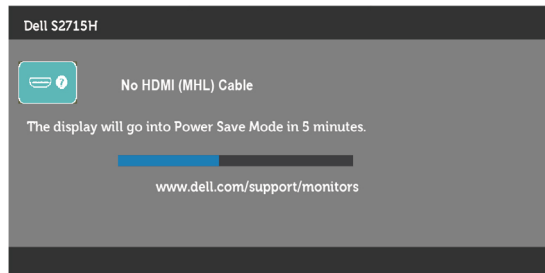 Dell S2715H
?
No HDMI (MHL) Cable
The display will go into Power Save Mode in 5 minutes.
www.dell.com/support/monitors